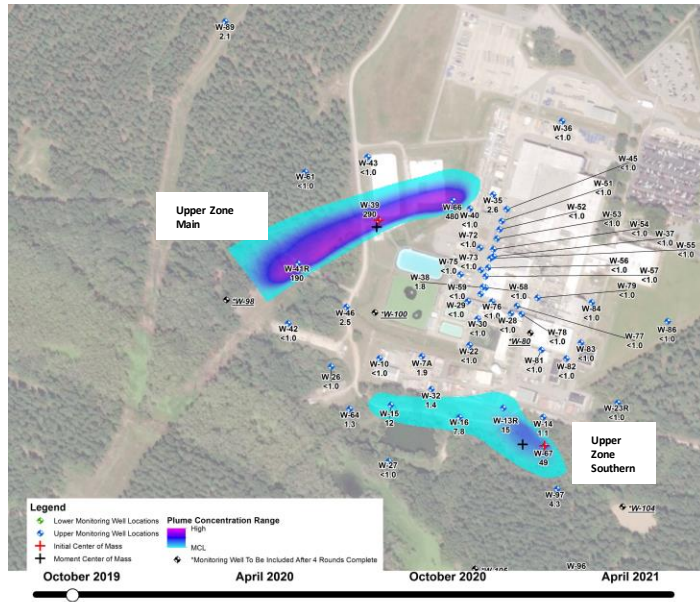 W-89
2.1
W-36
<1.0
W-43
<1.0
W-45
<1.0
W-61
<1.0
W-51
<1.0
W-35
2.6
W-39
290
W-66
480
W-40
<1.0
W-52
<1.0
W-53
<1.0
W-54
<1.0
W-37
<1.0
W-55
<1.0
Upper Zone
Main
W-72
<1.0
W-73
<1.0
W-75
<1.0
W-56
<1.0
W-57
<1.0
W-41R
190
W-38
1.8
W-59
<1.0
W-58
<1.0
W-79
<1.0
*W-98
W-29
<1.0
W-76
<1.0
W-84
<1.0
W-46
2.5
*W-100
W-28
<1.0
W-30
<1.0
W-78
<1.0
W-77
<1.0
W-86
<1.0
W-42
<1.0
*W-80
W-83
<1.0
W-22
<1.0
W-81
<1.0
W-82
<1.0
W-10
<1.0
W-7A
1.9
W-26
<1.0
W-32
1.4
W-64
1.3
W-15
12
W-16
7.8
W-13R
15
W-14
1.1
W-23R
<1.0
W-67
49
Upper
Zone
Southern
W-27
<1.0
W-97
4.3
*W-104
W-96
Legend
Lower Monitoring Well Locations
Upper Monitoring Well Locations
Initial Center of Mass
Moment Center of Mass
Plume Concentration Range
High
MCL
*Monitoring Well To Be Included After 4 Rounds Complete
October 2019 April 2020 October 2020 April 2021